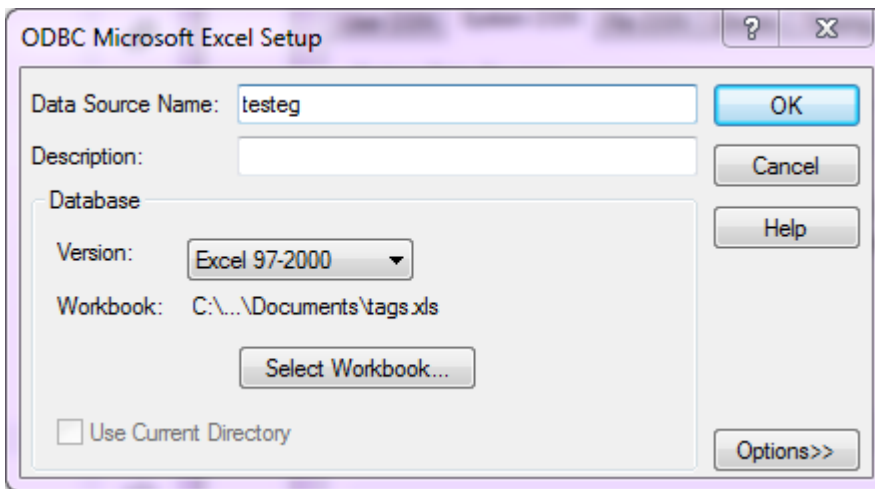 ODBC Microsoft Excel Setup
Data Source Name: testeg
OK
Description:
Cancel
Database
Help
Version: Excel 97-2000
Workbook: C:\...\Documents\tags.xls
Select Workbook...
Use Current Directory
Options>>